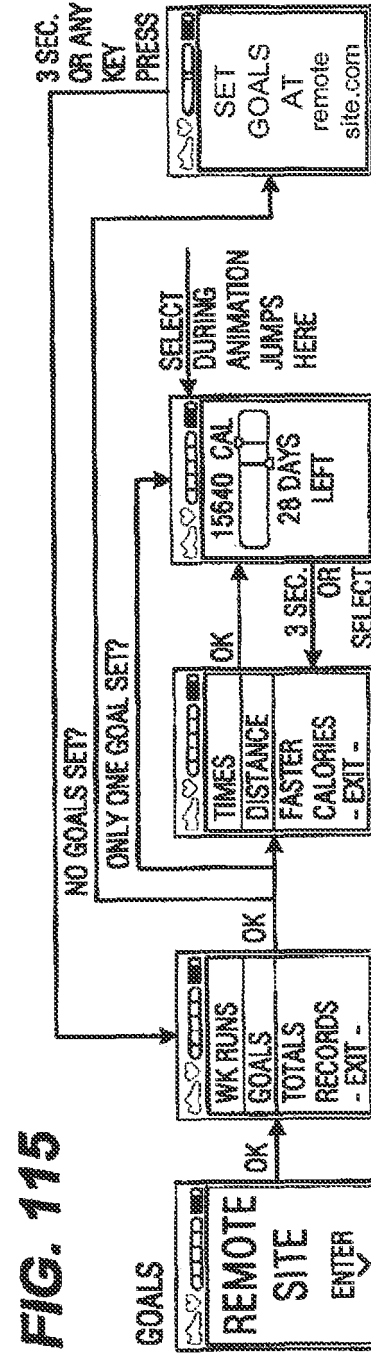 FIG. 115
GOALS
REMOTE
SITE
ENTER
OK
WK RUNS
GOALS
TOTALS
RECORDS
- EXIT -
OK
NO GOALS SET?
ONLY ONE GOAL SET?
TIMES
DISTANCE
FASTER
CALORIES
- EXIT -
OK
3 SEC.
OR
SELECT
15640 CAL
28 DAYS
LEFT
SELECT
DURING
ANIMATION
JUMPS
HERE
3 SEC.
OR ANY
KEY
PRESS
SET
GOALS
AT
remote
site.com